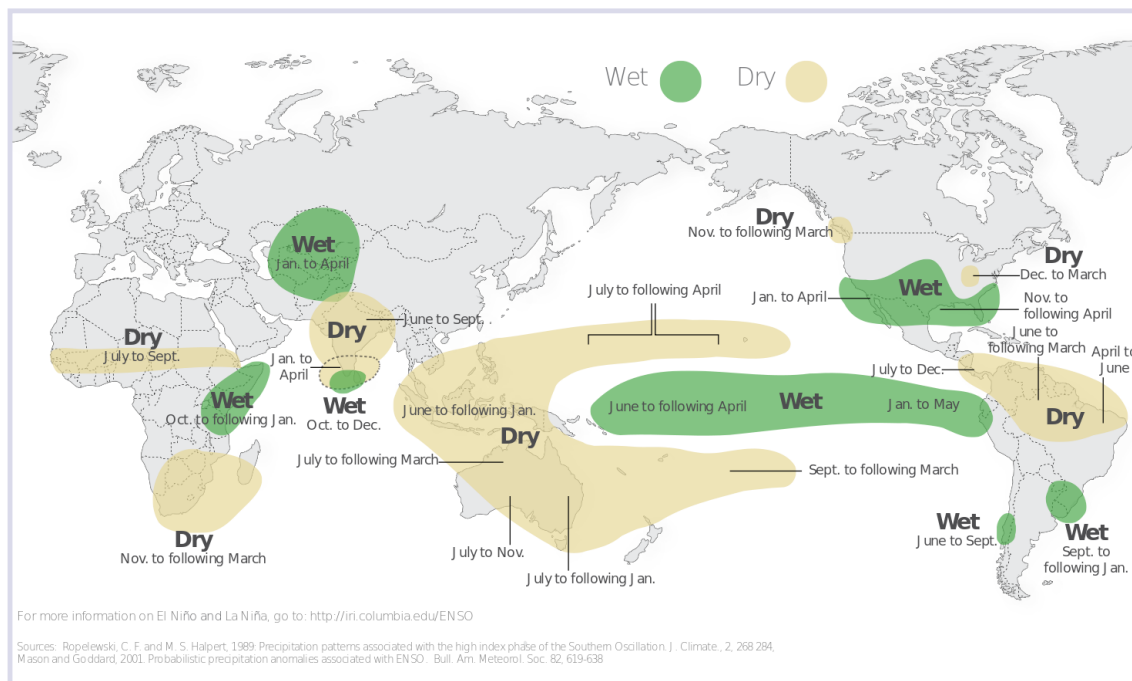 Wet
Dry
Dry
Nov. to following March
Wet
Jan. to April
Dry
Dec. to March
Wet
Jan. to April
July to following April
Nov. to
following April
Dry
June to Sept.
Dry
July to Sept.
June to
following March
Jan. to
April
April to
June
July to Dec.
Wet
Oct. to following Jan.
Wet
Oct. to Dec.
June to following Jan.
Dry
June to following April
Wet
Jan. to May
Dry
July to following March
Sept. to following March
Dry
Nov. to following March
July to Nov.
July to following Jan.
Wet
June to Sept.
Wet
Sept. to
following Jan.
For more information on El Niño and La Niña, go to: http://iri.columbia.edu/ENSO
Sources: Ropelewski, C. F. and M. S. Halpert, 1989: Precipitation patterns associated with the high index phase of the Southern Oscillation. J. Climate., 2, 268 284,
Mason and Goddard, 2001. Probabilistic precipitation anomalies associated with ENSO. Bull. Am. Meteorol. Soc. 82, 619-638